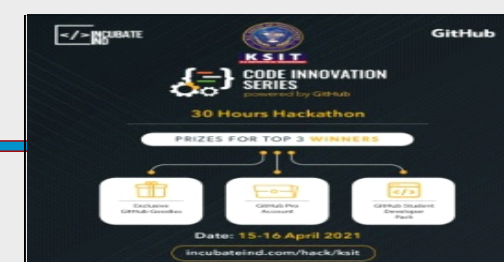 </> INCUBATE IND
GitHub
KSIT
CODE INNOVATION
SERIES
powered by GitHub
30 Hours Hackathon
PRIZES FOR TOP 3 WINNERS
Exclusive
GitHub Goodies
GitHub Pro
Account
GitHub Student
Developer
Pack
Date: 15-16 April 2021
incubateind.com/hack/ksit